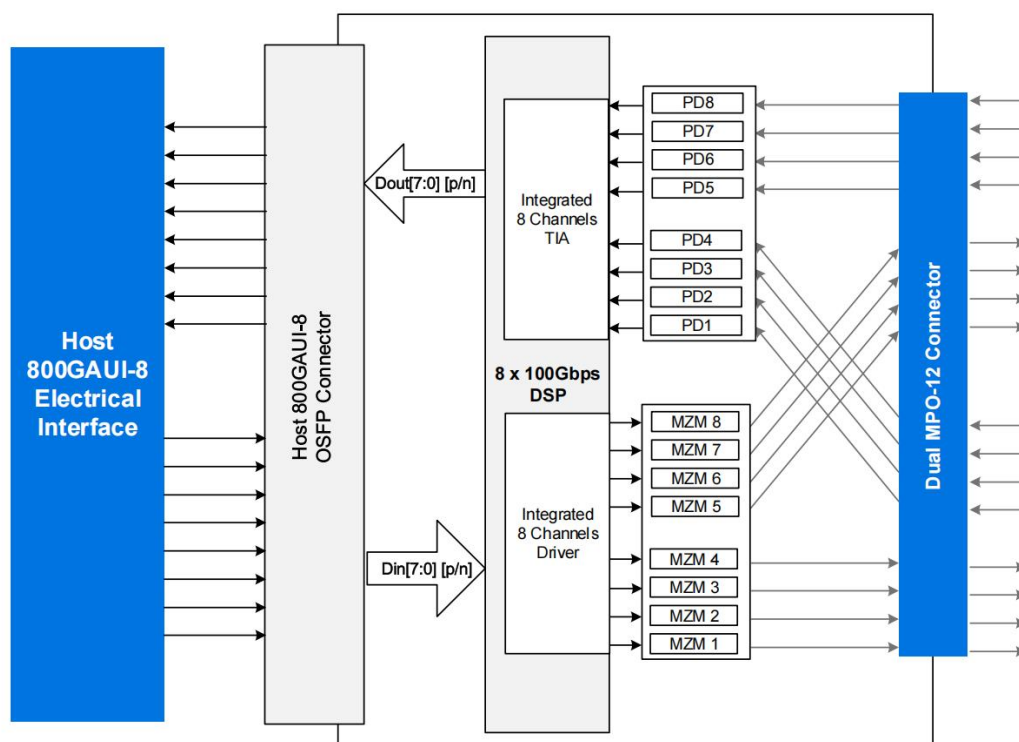 Host
800GAUI-8
Electrical
Interface
Host 800GAUI-8
OSFP Connector
Dout[7:0] [p/n]
Din[7:0] [p/n]
Integrated
8 Channels
TIA
8 x 100Gbps
DSP
Integrated
8 Channels
Driver
PD8
PD7
PD6
PD5
PD4
PD3
PD2
PD1
MZM 8
MZM 7
MZM 6
MZM 5
MZM 4
MZM 3
MZM 2
MZM 1
Dual MPO-12 Connector